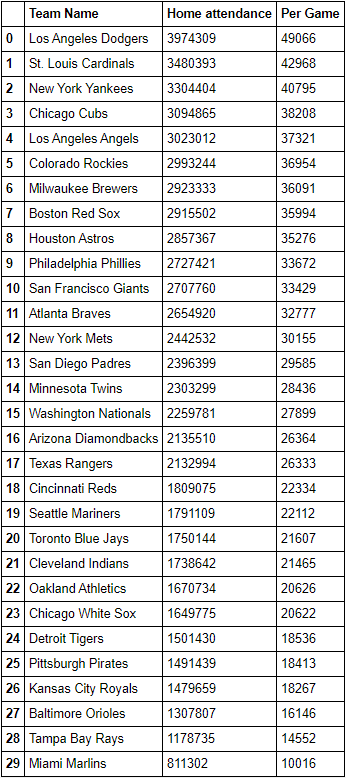 Team Name Home attendance Per Game
0 Los Angeles Dodgers 3974309 49066
1 St. Louis Cardinals 3480393 42968
2 New York Yankees 3304404 40795
3 Chicago Cubs 3094865 38208
4 Los Angeles Angels 3023012 37321
5 Colorado Rockies 2993244 36954
6 Milwaukee Brewers 2923333 36091
7 Boston Red Sox 2915502 35994
8 Houston Astros 2857367 35276
9 Philadelphia Phillies 2727421 33672
10 San Francisco Giants 2707760 33429
11 Atlanta Braves 2654920 32777
12 New York Mets 2442532 30155
13 San Diego Padres 2396399 29585
14 Minnesota Twins 2303299 28436
15 Washington Nationals 2259781 27899
16 Arizona Diamondbacks 2135510 26364
17 Texas Rangers 2132994 26333
18 Cincinnati Reds 1809075 22334
19 Seattle Mariners 1791109 22112
20 Toronto Blue Jays 1750144 21607
21 Cleveland Indians 1738642 21465
22 Oakland Athletics 1670734 20626
23 Chicago White Sox 1649775 20622
24 Detroit Tigers 1501430 18536
25 Pittsburgh Pirates 1491439 18413
26 Kansas City Royals 1479659 18267
27 Baltimore Orioles 1307807 16146
28 Tampa Bay Rays 1178735 14552
29 Miami Marlins 811302 10016